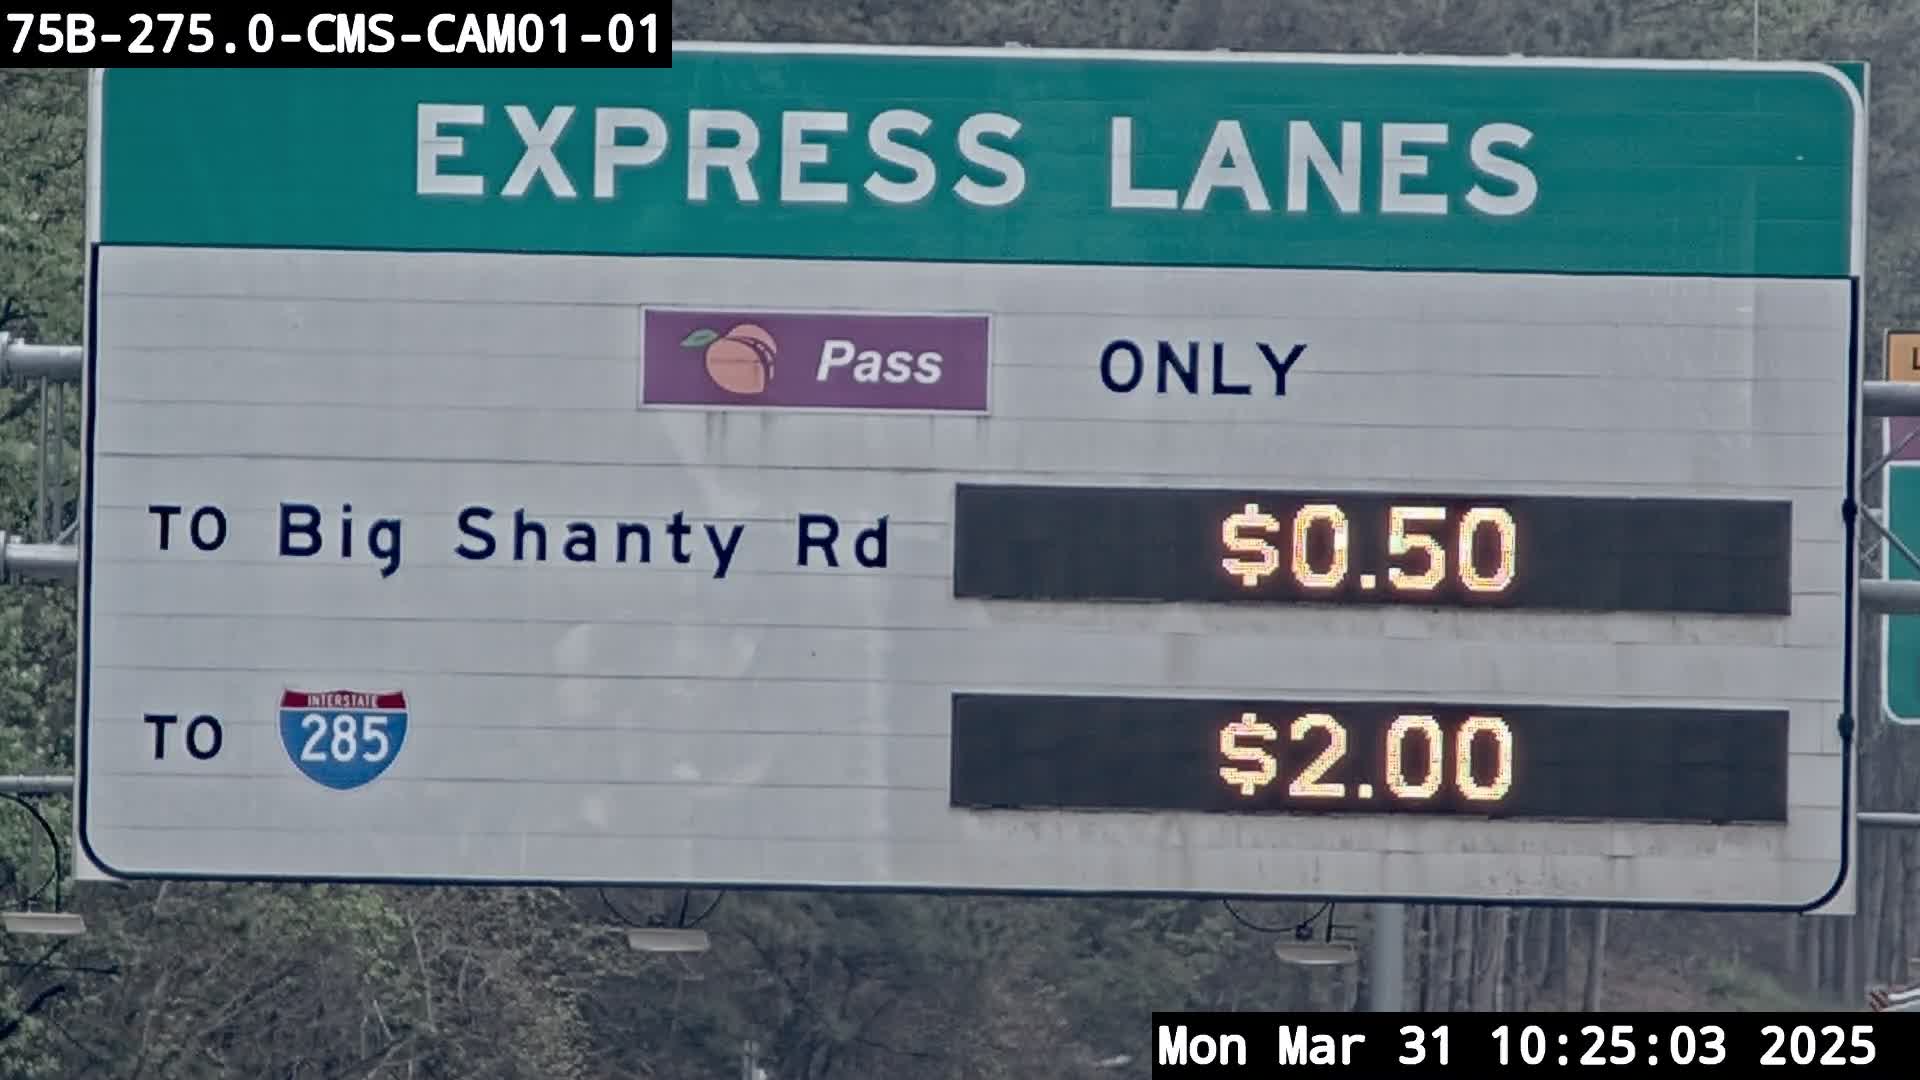 75B-275.0-CMS-CAM01-01
EXPRESS LANES
Pass ONLY
TO Big Shanty Rd $0.50
TO INTERSTATE 285 $2.00
Mon Mar 31 10:25:03 2025